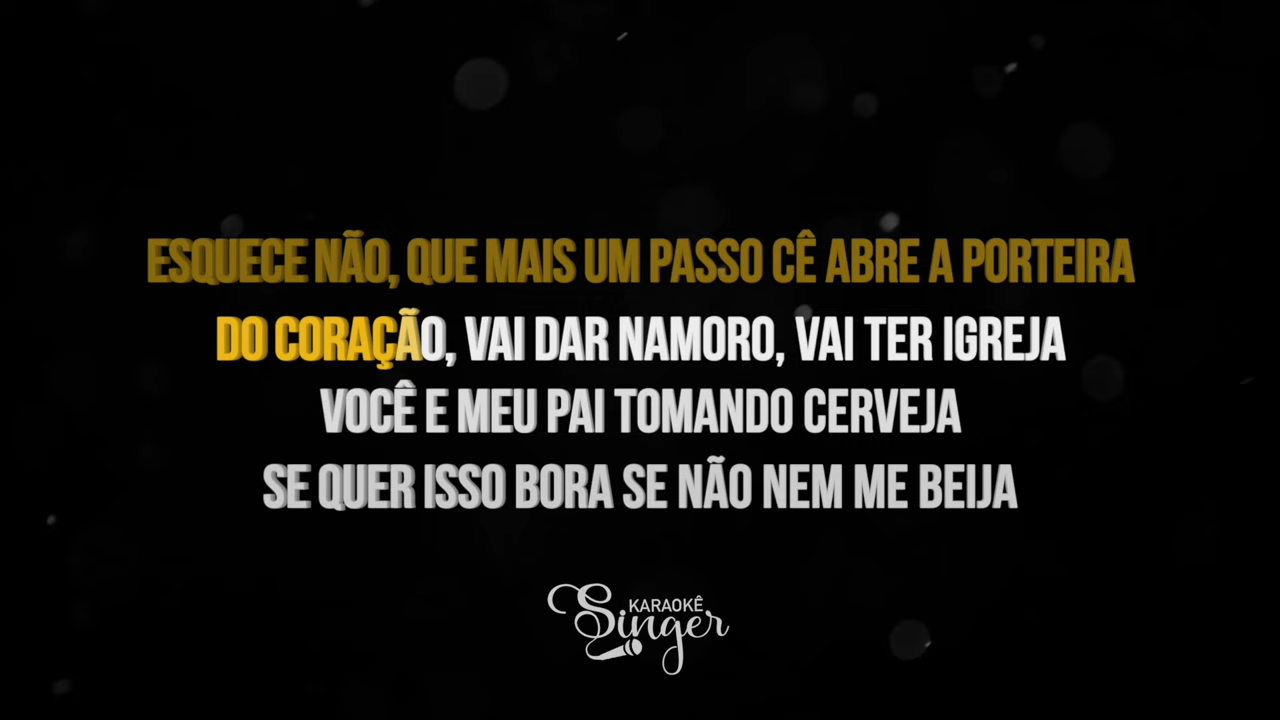 ESQUECE NÃO, QUE MAIS UM PASSO CÊ ABRE A PORTEIRA
DO CORAÇÃO, VAI DAR NAMORO, VAI TER IGREJA
VOCÊ E MEU PAI TOMANDO CERVEJA
SE QUER ISSO BORA SE NÃO NEM ME BEIJA
KARAOKÊ
Singer